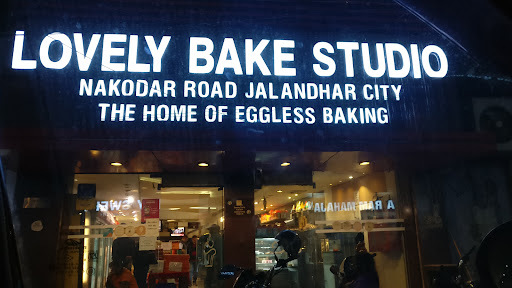 LOVELY BAKE STUDIO
NAKODAR ROAD JALANDHAR CITY
THE HOME OF EGGLESS BAKING